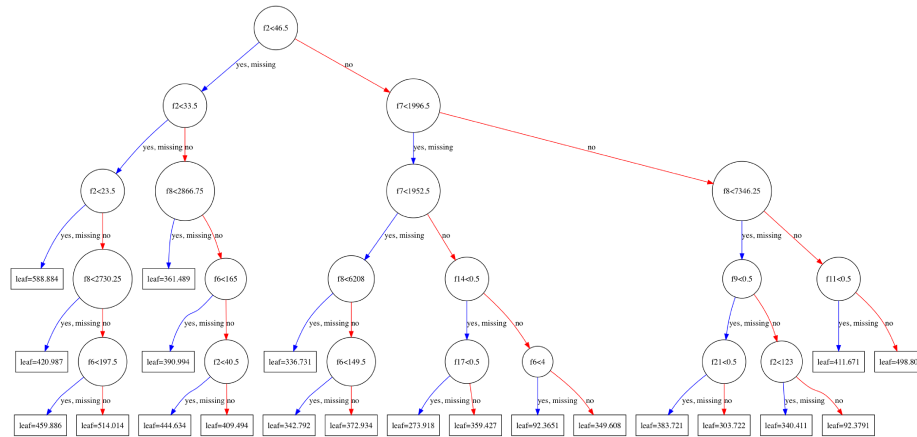 f2<46.5
yes, missing
no
f2<33.5
f7<1996.5
yes, missing
no
yes, missing
no
f2<23.5
f8<2866.75
f7<1952.5
f8<7346.25
yes, missing
no
yes, missing
no
yes, missing
no
yes, missing
no
leaf=588.884
f8<2730.25
leaf=361.489
f6<165
f8<6208
f14<0.5
f9<0.5
f11<0.5
yes, missing
no
yes, missing
no
yes, missing
no
yes, missing
no
yes, missing
no
yes, missing
no
leaf=420.987
f6<197.5
leaf=390.994
f2<40.5
leaf=336.731
f6<149.5
f17<0.5
f6<4
f21<0.5
f2<123
leaf=411.671
leaf=498.80
yes, missing
no
yes, missing
no
yes, missing
no
yes, missing
no
yes, missing
no
yes, missing
no
yes, missing
no
leaf=459.886
leaf=514.014
leaf=444.634
leaf=409.494
leaf=342.792
leaf=372.934
leaf=273.918
leaf=359.427
leaf=92.3651
leaf=349.608
leaf=383.721
leaf=303.722
leaf=340.411
leaf=92.3791